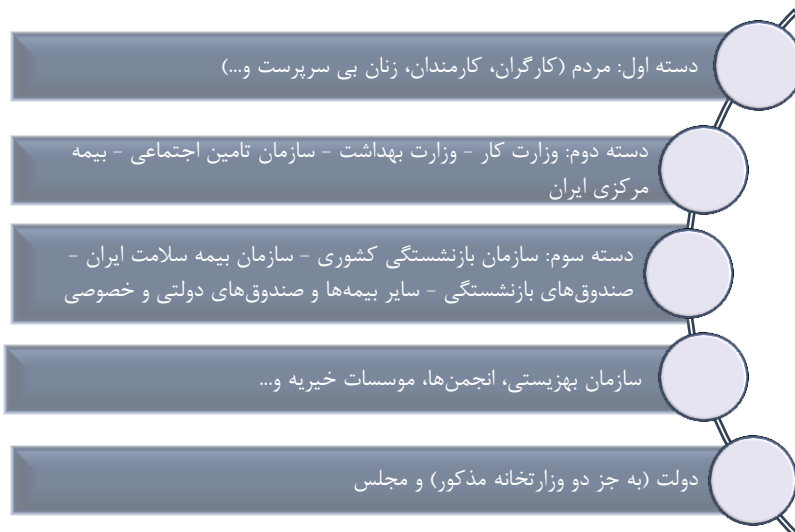 دسته اول: مردم (کارگران، کارمندان، زنان بی سرپرست و...)
دسته دوم: وزارت کار - وزارت بهداشت - سازمان تامین اجتماعی - بیمه
مرکزی ایران
دسته سوم: سازمان بازنشستگی کشوری - سازمان بیمه سلامت ایران -
صندوق‌های بازنشستگی - سایر بیمه‌ها و صندوق‌های دولتی و خصوصی
سازمان بهزیستی، انجمن‌ها، موسسات خیریه و...
دولت (به جز دو وزارتخانه مذکور) و مجلس